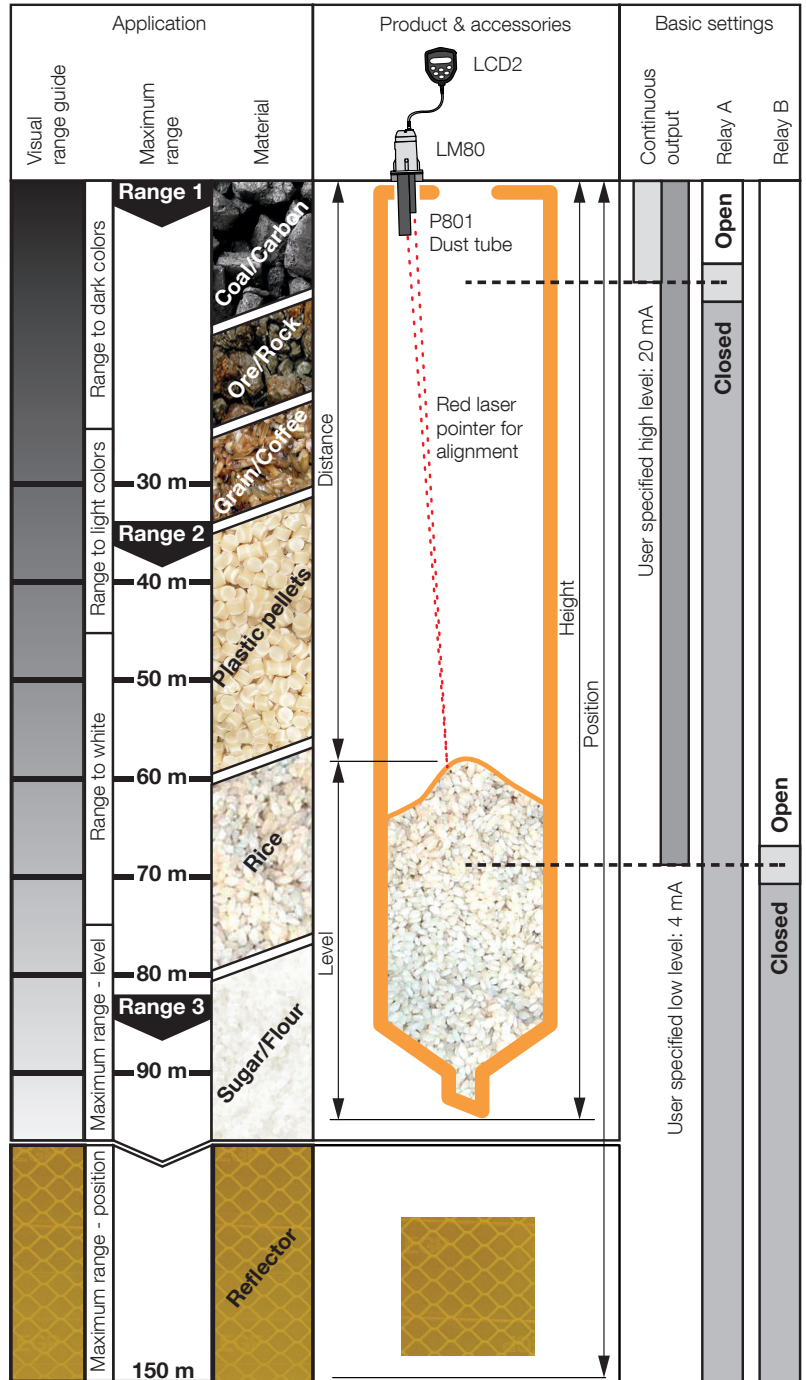 Application
Product & accessories
Basic settings
Visual
range guide
Maximum
range
Material
LCD2
LM80
Continuous
output
Relay A
Relay B
Range 1
Range to dark colors
Coal/Carbon
P801
Dust tube
Open
Closed
Ore/Rock
Red laser
pointer for
alignment
Distance
User specified high level: 20 mA
Grain/Coffee
Range to light colors
30 m
Range 2
40 m
Plastic pellets
Height
Position
50 m
Range to white
60 m
Rice
70 m
Level
Open
Closed
User specified low level: 4 mA
80 m
Range 3
Maximum range - level
Sugar/Flour
90 m
Maximum range - position
Reflector
150 m